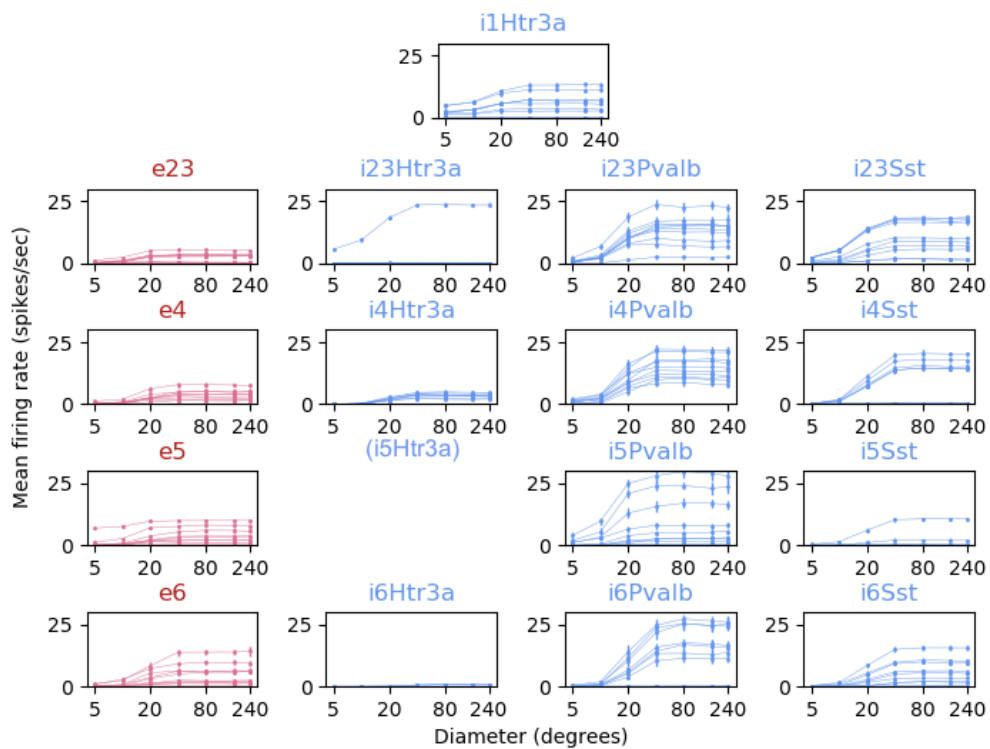 i1Htr3a
25
0
5 20 80 240
e23 i23Htr3a i23Pvalb i23Sst
25 25 25 25
0 0 0 0
5 20 80 240 5 20 80 240 5 20 80 240 5 20 80 240
e4 i4Htr3a i4Pvalb i4Sst
25 25 25 25
0 0 0 0
5 20 80 240 5 20 80 240 5 20 80 240 5 20 80 240
e5 (i5Htr3a) i5Pvalb i5Sst
25 25 25
0 0 0
5 20 80 240 5 20 80 240 5 20 80 240
e6 i6Htr3a i6Pvalb i6Sst
25 25 25 25
0 0 0 0
5 20 80 240 5 20 80 240 5 20 80 240 5 20 80 240
Mean firing rate (spikes/sec)
Diameter (degrees)